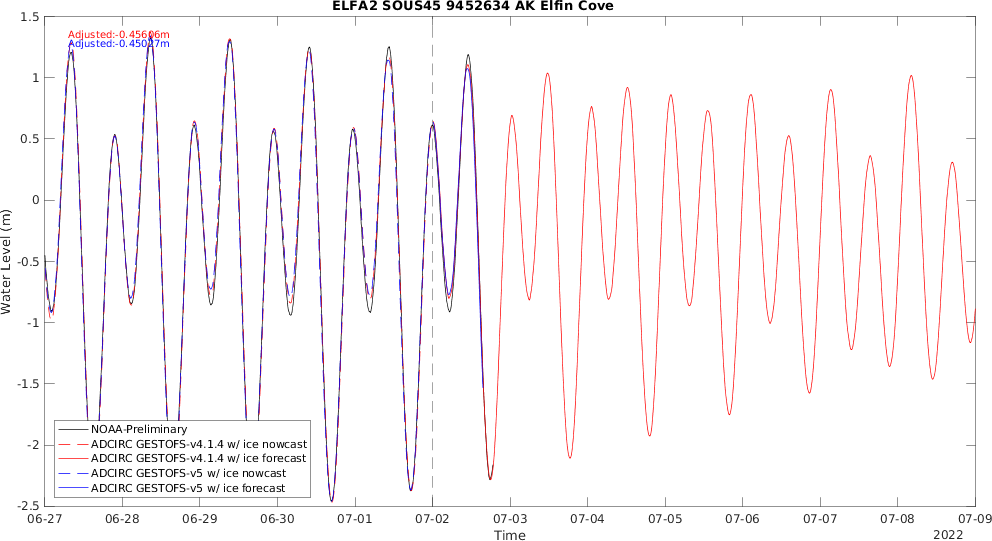 ELFA2 SOUS45 9452634 AK Elfin Cove
Adjusted:-0.45606m
Adjusted:-0.45027m
1.5
1
0.5
0
-0.5
-1
-1.5
-2
-2.5
Water Level (m)
NOAA-Preliminary
ADCIRC GESTOFS-v4.1.4 w/ ice nowcast
ADCIRC GESTOFS-v4.1.4 w/ ice forecast
ADCIRC GESTOFS-v5 w/ ice nowcast
ADCIRC GESTOFS-v5 w/ ice forecast
06-27 06-28 06-29 06-30 07-01 07-02 07-03 07-04 07-05 07-06 07-07 07-08 07-09
Time
2022